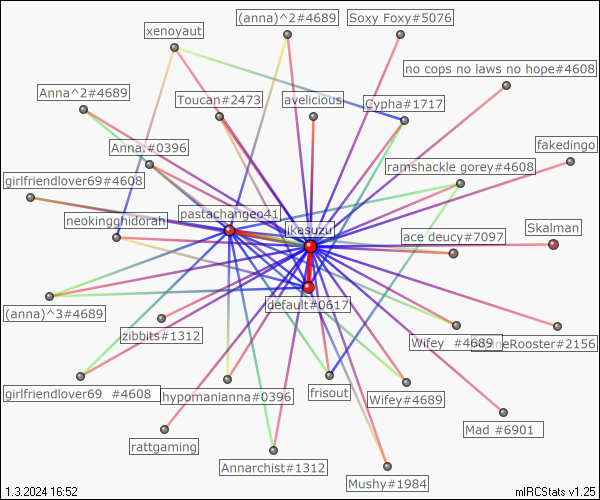 (anna)^2#4689
Soxy Foxy#5076
xenoyaut
no cops no laws no hope#4608
Anna^2#4689
Toucan#2473
avelicious
Cypha#1717
Anna.#0396
fakedingo
ramshackle gorey#4608
girlfriendlover69#4608
pastachangeo41
neokingghidorah
ikasuzu
Skalman
ace deucy#7097
default#0617
(anna)^3#4689
zibbits#1312
Wifey #4689
neRooster#2156
girlfriendlover69 #4608
hypomanianna#0396
frisout
Wifey#4689
rattgaming
Mad #6901
Annarchist#1312
Mushy#1984
1.3.2024 16:52
mIRCStats v1.25